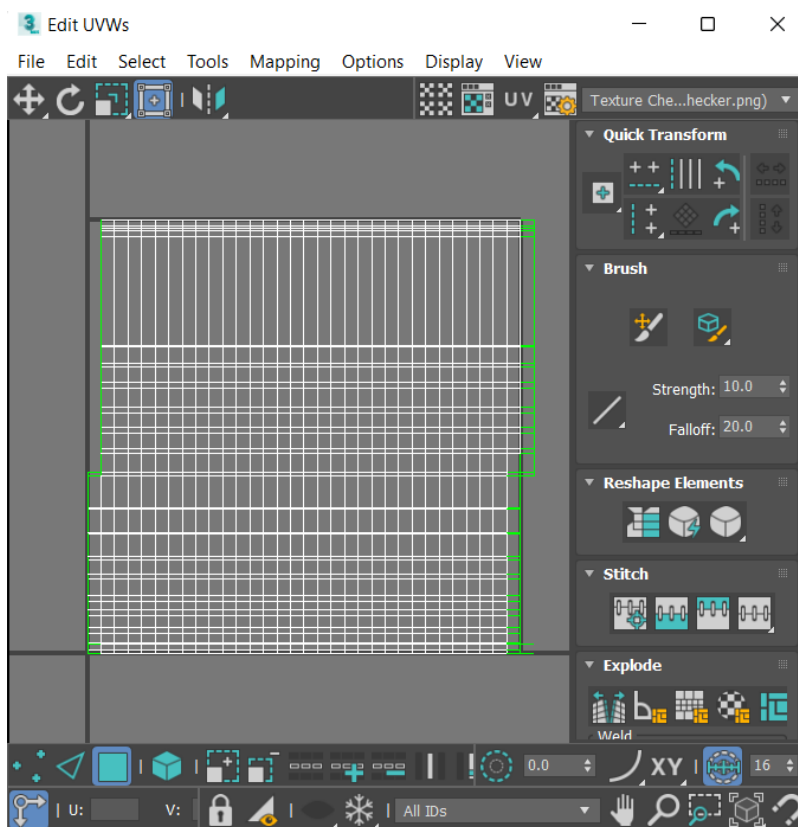 3 Edit UVWs
File Edit Select Tools Mapping Options Display View
UV Texture Che...hecker.png)
Quick Transform
Brush
Strength: 10.0
Falloff: 20.0
Reshape Elements
Stitch
Explode
Weld
0.0 XY 16
U: V: All IDs